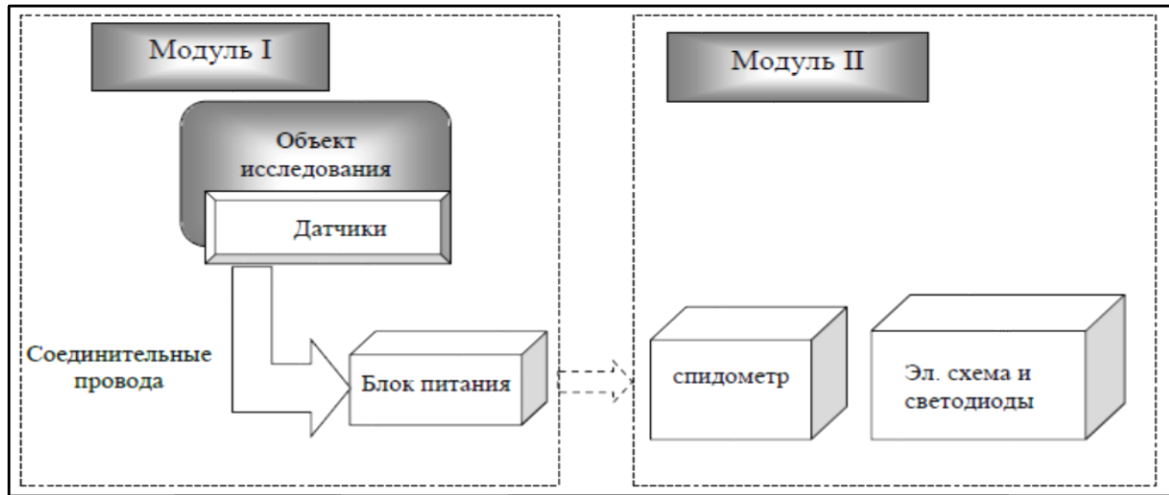 Модуль I
Объект
исследования
Датчики
Соединительные
провода
Блок питания
Модуль II
спидометр
Эл. схема и
светодиоды